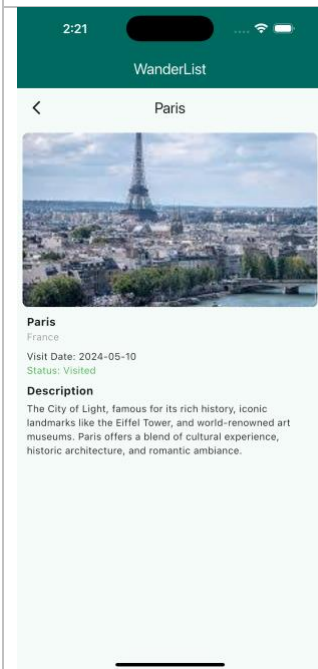 2:21
WanderList
Paris
Paris
France
Visit Date: 2024-05-10
Status: Visited
Description
The City of Light, famous for its rich history, iconic
landmarks like the Eiffel Tower, and world-renowned art
museums. Paris offers a blend of cultural experience,
historic architecture, and romantic ambiance.